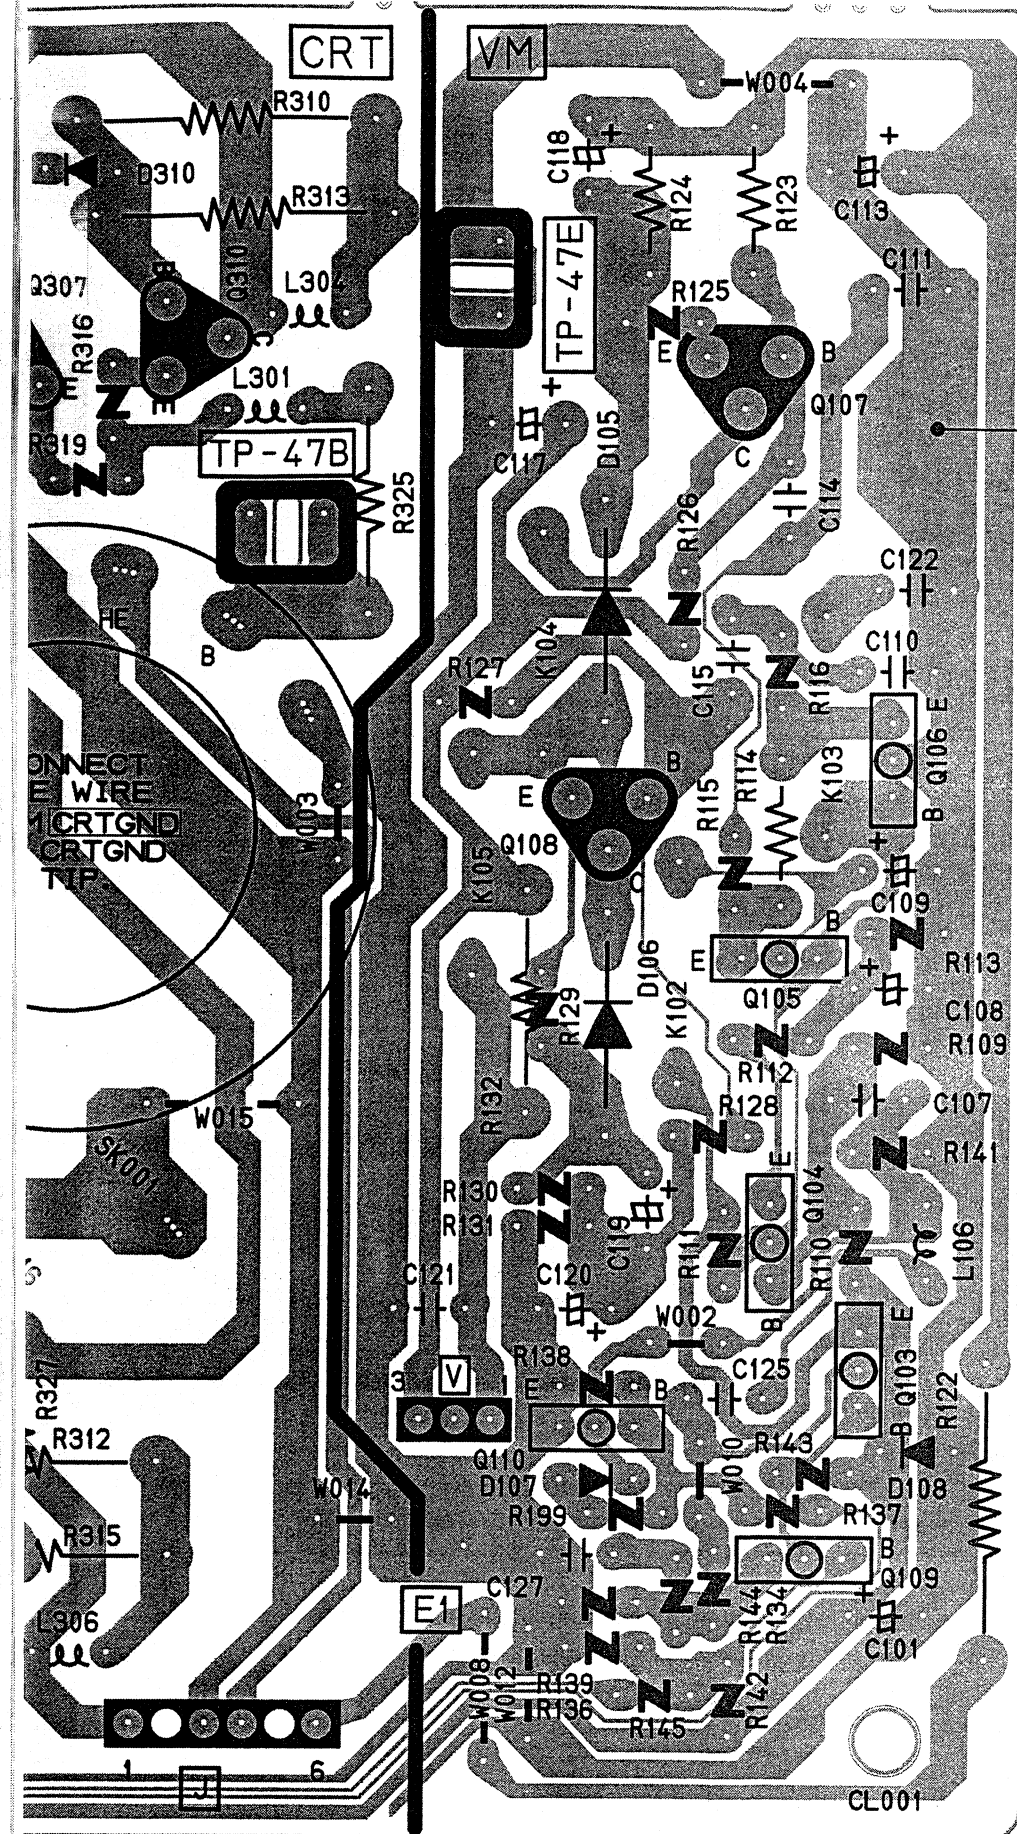 CRT
VM
W004
R310
C118
+
+
D310
R313
R124
R123
C113
B
Q310
TP-47E
Q307
L304
C111
R125
R316
C
E
B
E
L301
+
Q107
E
R319
TP-47B
C117
D105
C
R325
R126
C114
C122
HE
K104
B
R127
C115
R116
C110
E
Q106
ONNECT
E WIRE
CRTGND
CRTGND
TIP.
W003
E
B
R115
R114
K103
B
Q108
K105
C
+
C109
B
E
R113
D106
Q105
+
K102
C108
R129
R109
R112
R132
R128
C107
W015
R141
SK001
E
R130
+
Q104
R131
C119
R111
R110
L106
C121
C120
W002
+
B
E
R138
C125
Q103
R327
3
V
1
E
B
R122
B
R312
Q110
R143
D107
W010
D108
W014
R199
R137
R315
B
C127
Q109
E1
+
R144
R134
C101
L306
W008
W012
R139
R142
R136
R145
1
J
6
CL001